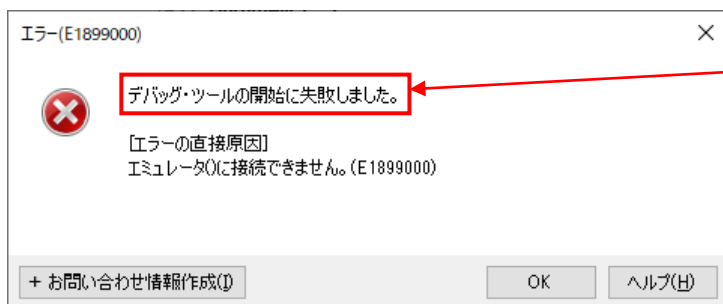 エラー(E1899000)
デバッグ・ツールの開始に失敗しました。
[エラーの直接原因]
エミュレータ()に接続できません。(E1899000)
+ お問い合わせ情報作成(I)
OK
ヘルプ(H)